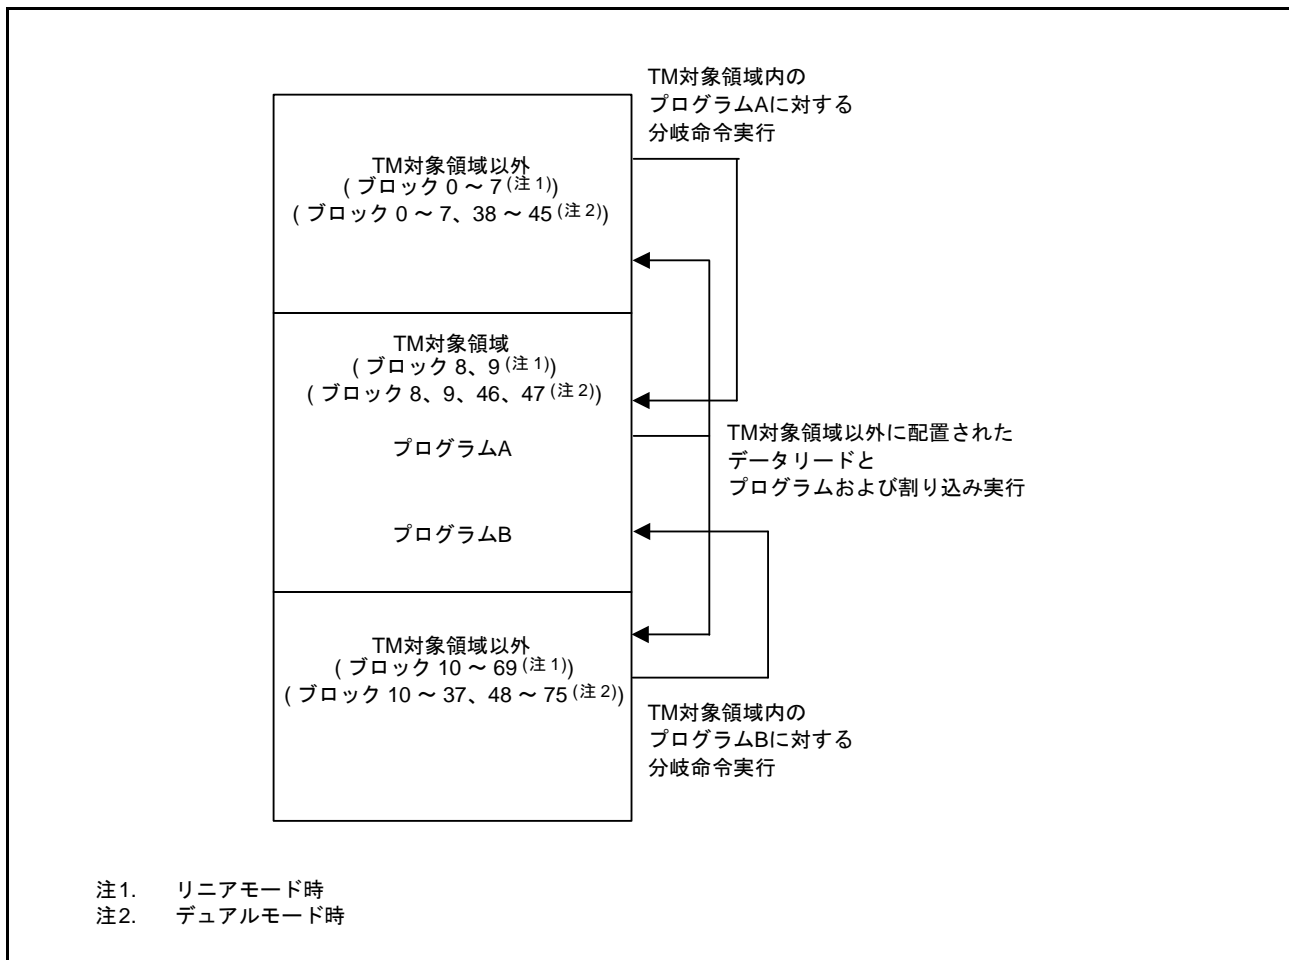 TM対象領域内の
プログラムAに対する
分岐命令実行
TM対象領域以外
( ブロック 0 ~ 7 (注 1))
( ブロック 0 ~ 7、38 ~ 45 (注 2))
TM対象領域
( ブロック 8、9 (注 1))
( ブロック 8、9、46、47 (注 2))
プログラムA
プログラムB
TM対象領域以外に配置された
データリードと
プログラムおよび割り込み実行
TM対象領域以外
( ブロック 10 ~ 69 (注 1))
( ブロック 10 ~ 37、48 ~ 75 (注 2))
TM対象領域内の
プログラムBに対する
分岐命令実行
注1. リニアモード時
注2. デュアルモード時